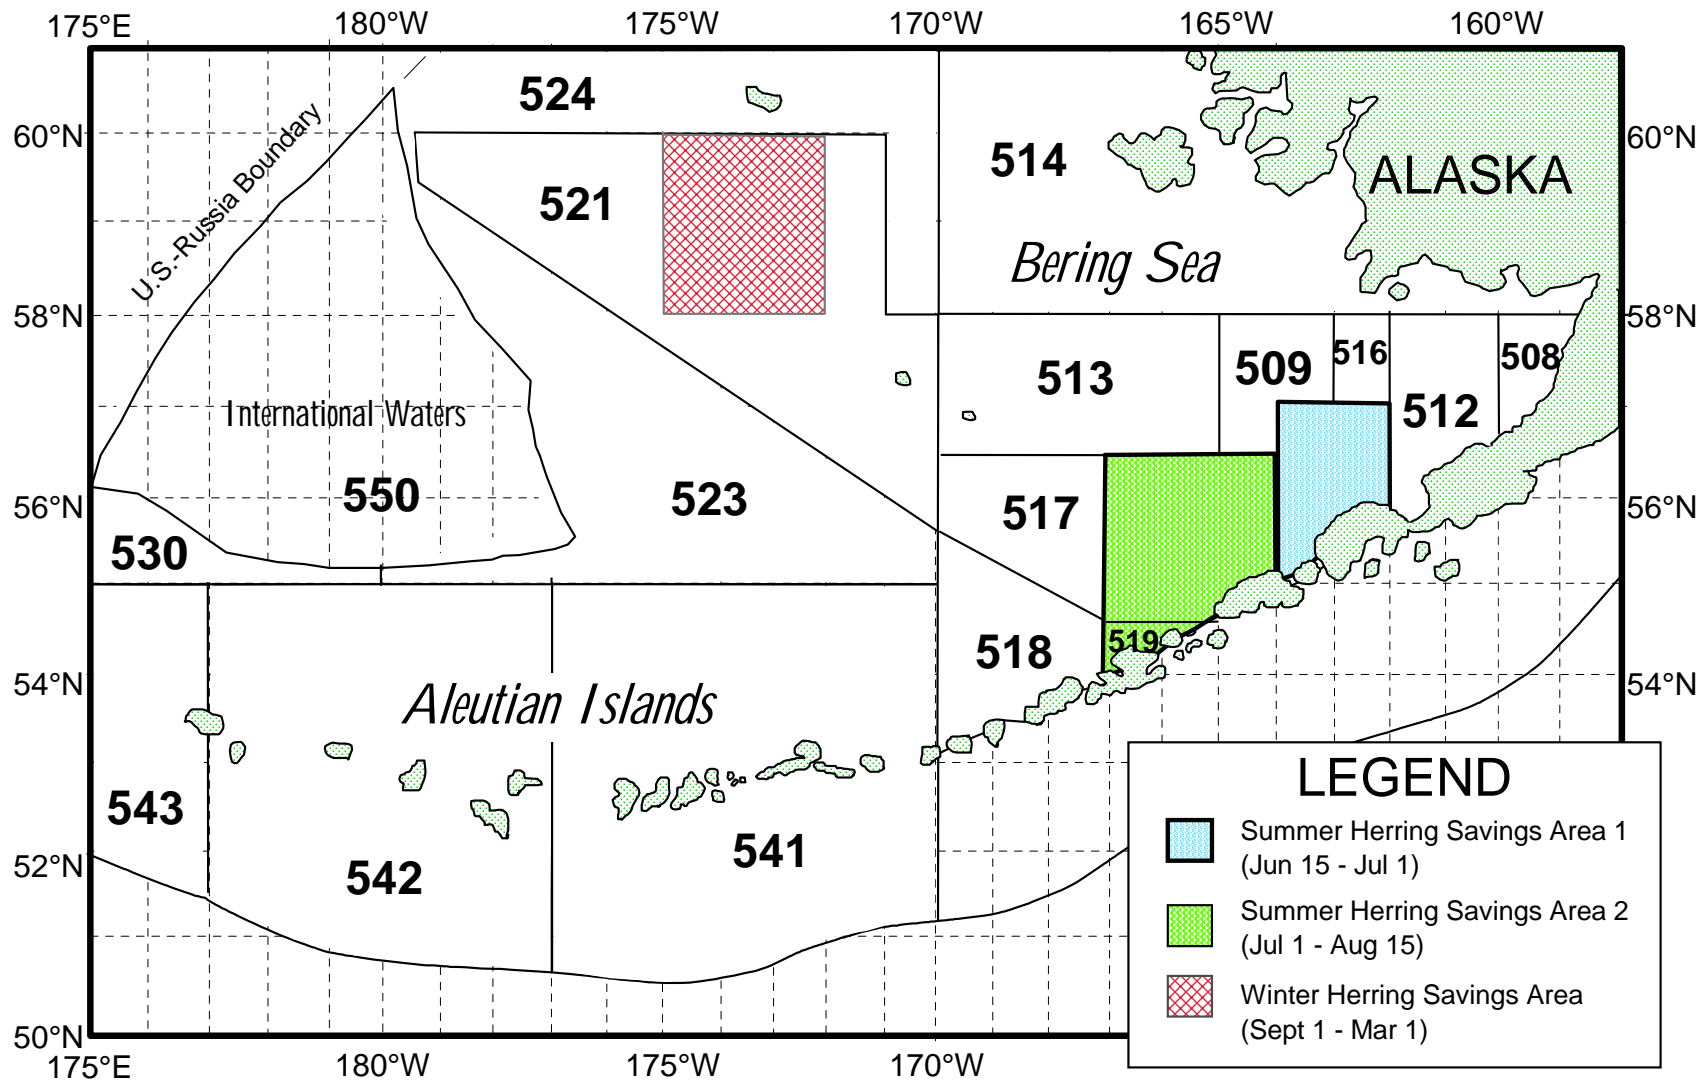 175°E 180°W 175°W 170°W 165°W 160°W
524
U.S.-Russia Boundary
60°N 60°N
514
ALASKA
521
Bering Sea
58°N 58°N
516 508
509
513
International Waters
512
550
523
56°N 56°N
517
530
519
518
54°N 54°N
Aleutian Islands
LEGEND
543
Summer Herring Savings Area 1
(Jun 15 - Jul 1)
541
52°N
542
Summer Herring Savings Area 2
(Jul 1 - Aug 15)
Winter Herring Savings Area
(Sept 1 - Mar 1)
50°N
175°E 180°W 175°W 170°W